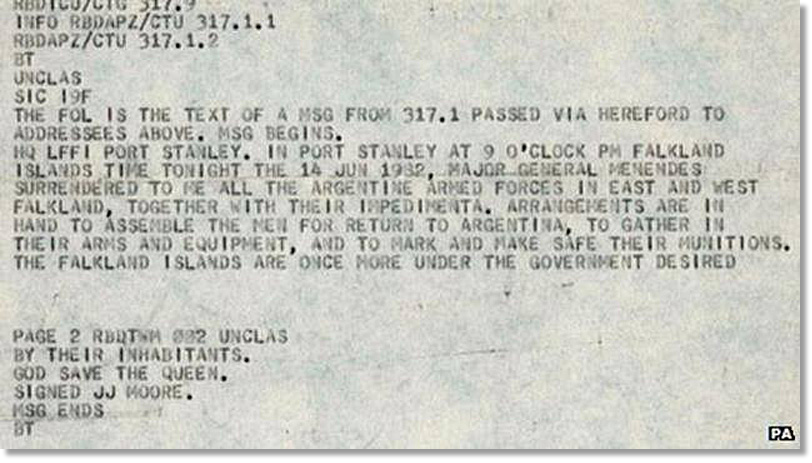 RBDICU/CTG 317.9
INFO RBDAPZ/CTU 317.1.1
RBDAPZ/CTU 317.1.2
BT
UNCLAS
SIC 19F
THE FOL IS THE TEXT OF A MSG FROM 317.1 PASSED VIA HEREFORD TO
ADDRESSEES ABOVE. MSG BEGINS.
HQ LFFI PORT STANLEY. IN PORT STANLEY AT 9 O'CLOCK PM FALKLAND
ISLANDS TIME TONIGHT THE 14 JUN 1982, MAJOR GENERAL MENENDES
SURRENDERED TO ME ALL THE ARGENTINE ARMED FORCES IN EAST AND WEST
FALKLAND, TOGETHER WITH THEIR IMPEDIMENTA. ARRANGEMENTS ARE IN
HAND TO ASSEMBLE THE MEN FOR RETURN TO ARGENTINA, TO GATHER IN
THEIR ARMS AND EQUIPMENT, AND TO MARK AND MAKE SAFE THEIR MUNITIONS.
THE FALKLAND ISLANDS ARE ONCE MORE UNDER THE GOVERNMENT DESIRED
PAGE 2 RBDTWM 002 UNCLAS
BY THEIR INHABITANTS.
GOD SAVE THE QUEEN.
SIGNED JJ MOORE.
MSG ENDS
BT
PA